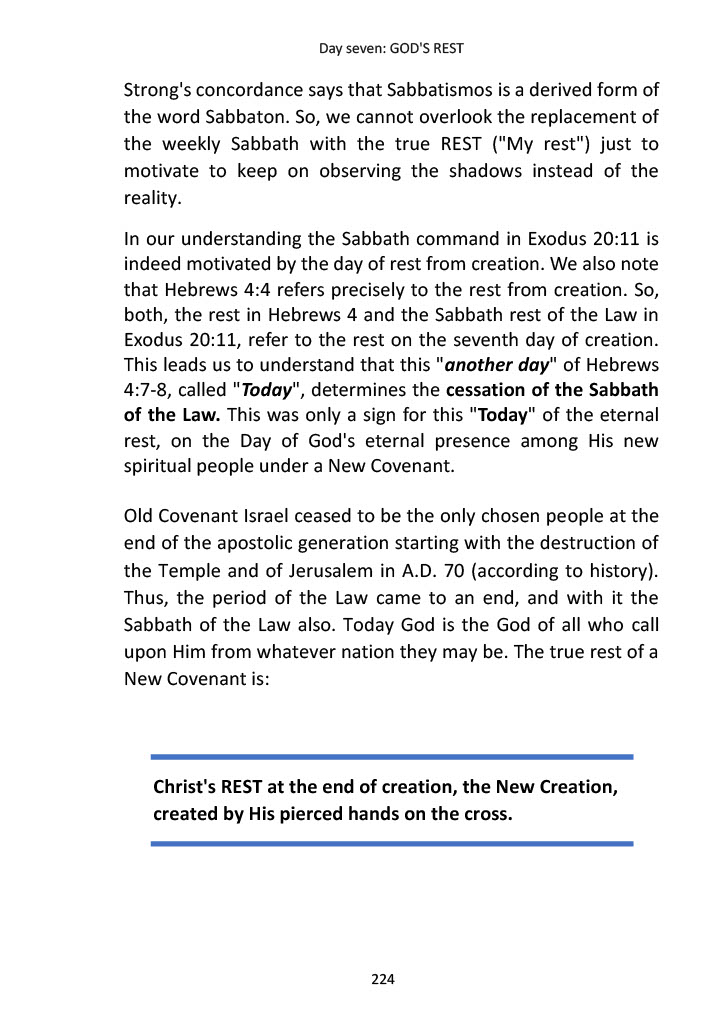 Day seven: GOD'S REST
Strong's concordance says that Sabbatismos is a derived form of
the word Sabbaton. So, we cannot overlook the replacement of
the weekly Sabbath with the true REST ("My rest") just to
motivate to keep on observing the shadows instead of the
reality.
In our understanding the Sabbath command in Exodus 20:11 is
indeed motivated by the day of rest from creation. We also note
that Hebrews 4:4 refers precisely to the rest from creation. So,
both, the rest in Hebrews 4 and the Sabbath rest of the Law in
Exodus 20:11, refer to the rest on the seventh day of creation.
This leads us to understand that this "another day" of Hebrews
4:7-8, called "Today", determines the cessation of the Sabbath
of the Law. This was only a sign for this "Today" of the eternal
rest, on the Day of God's eternal presence among His new
spiritual people under a New Covenant.
Old Covenant Israel ceased to be the only chosen people at the
end of the apostolic generation starting with the destruction of
the Temple and of Jerusalem in A.D. 70 (according to history).
Thus, the period of the Law came to an end, and with it the
Sabbath of the Law also. Today God is the God of all who call
upon Him from whatever nation they may be. The true rest of a
New Covenant is:
Christ's REST at the end of creation, the New Creation,
created by His pierced hands on the cross.
224